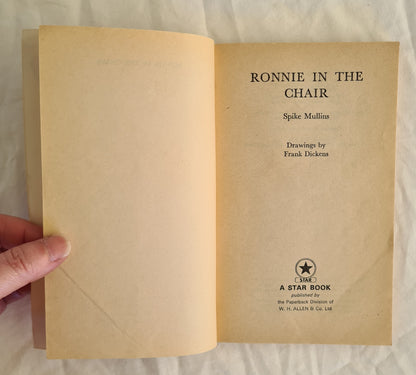 RONNIE IN THE
CHAIR
Spike Mullins
Drawings by
Frank Dickens
STAR
A STAR BOOK
published by
the Paperback Division of
W. H. ALLEN & Co. Ltd